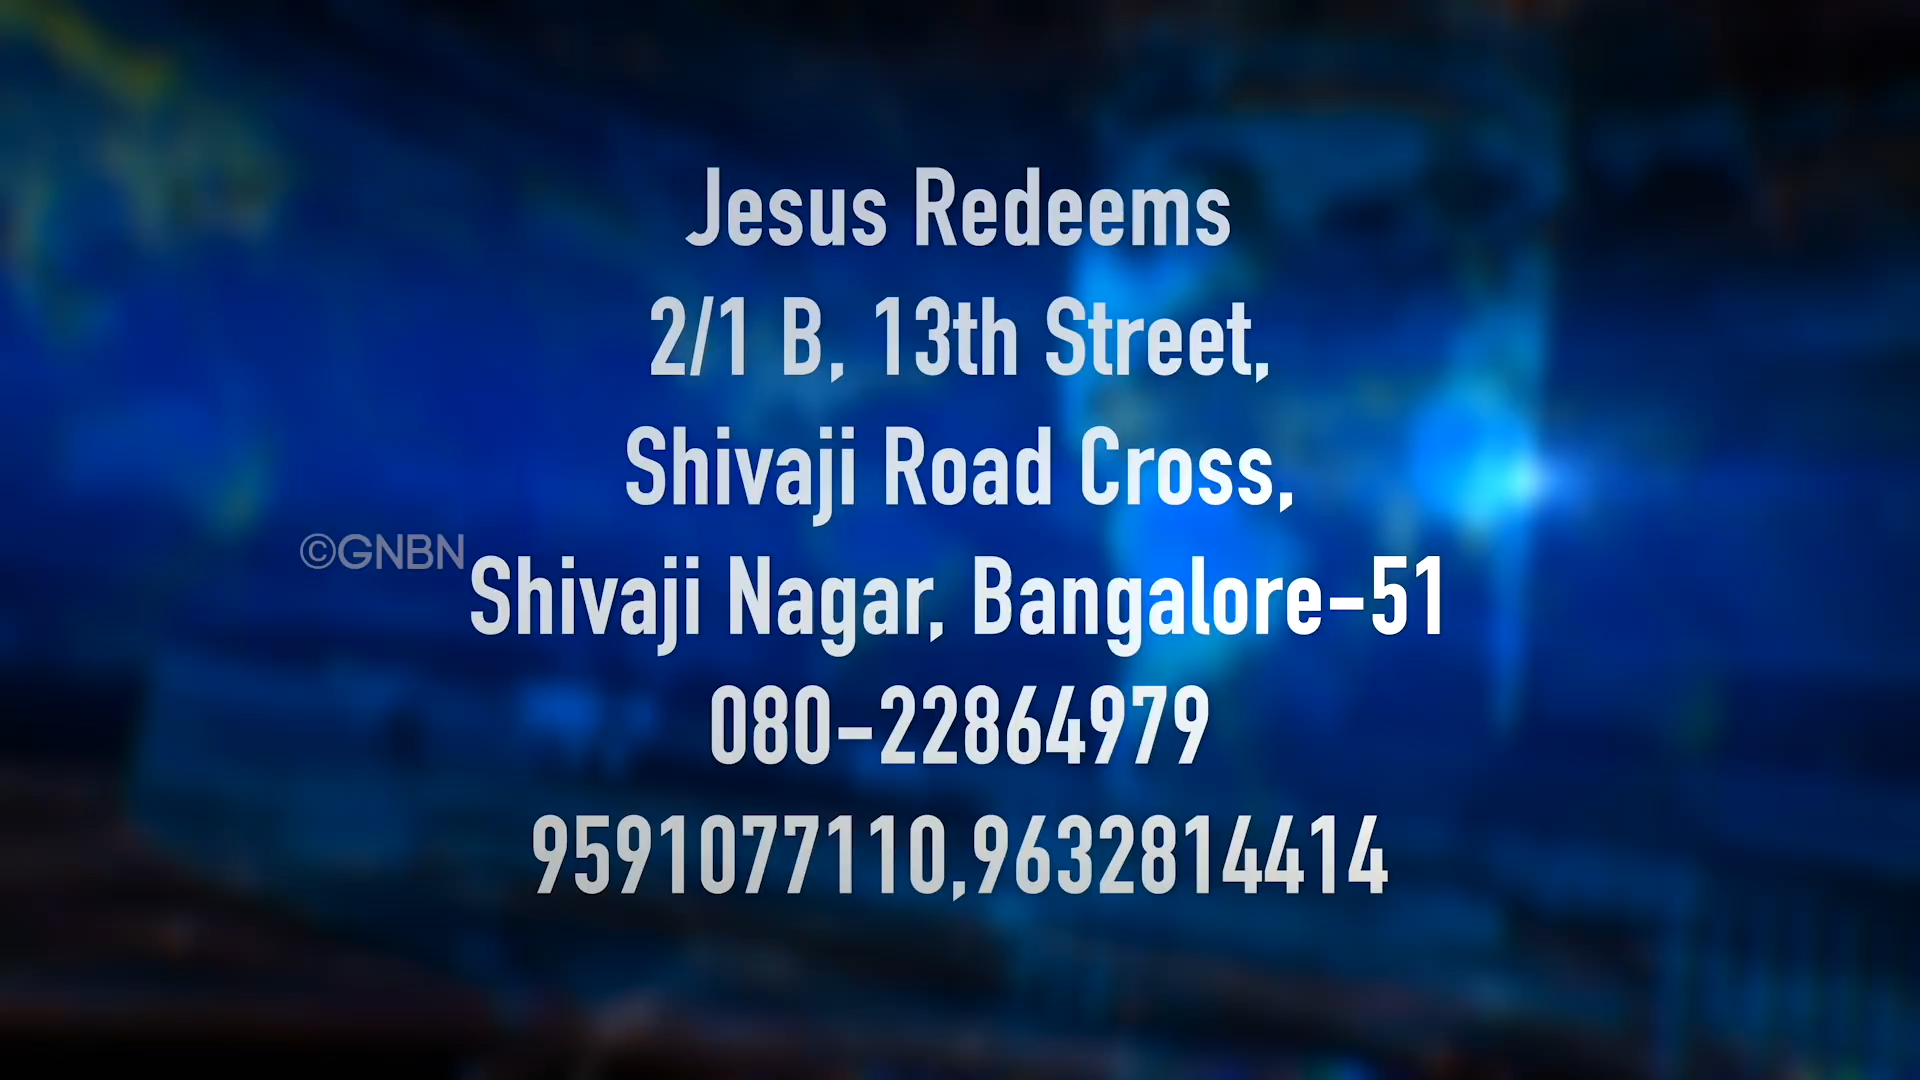 Jesus Redeems
2/1 B, 13th Street,
Shivaji Road Cross,
©GNBN
Shivaji Nagar, Bangalore-51
080-22864979
9591077110,9632814414